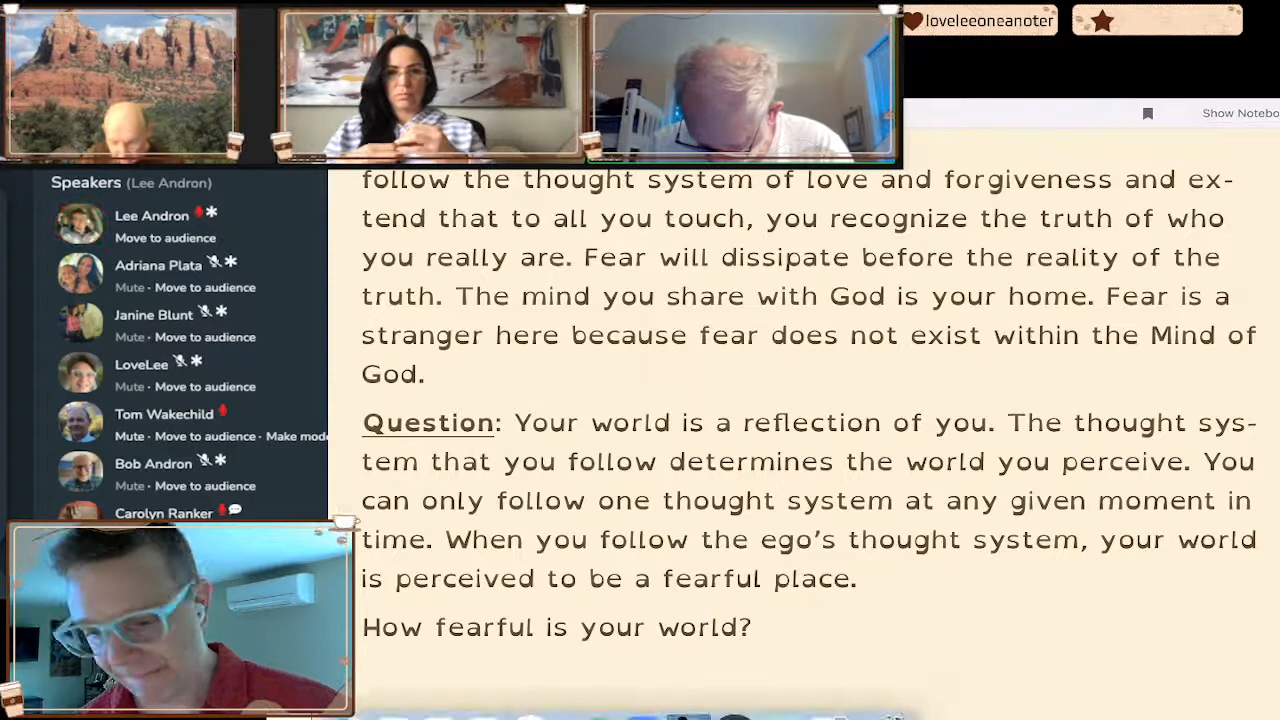 loveleeoneanoter
Show Notebo
Speakers (Lee Andron)
Lee Andron
Move to audience
Adriana Plata
Mute · Move to audience
Janine Blunt
Mute · Move to audience
LoveLee
Mute · Move to audience
Tom Wakechild
Mute · Move to audience · Make mod
Bob Andron
Mute · Move to audience
Carolyn Ranker
follow the thought system of love and forgiveness and ex-
tend that to all you touch, you recognize the truth of who
you really are. Fear will dissipate before the reality of the
truth. The mind you share with God is your home. Fear is a
stranger here because fear does not exist within the Mind of
God.
Question: Your world is a reflection of you. The thought sys-
tem that you follow determines the world you perceive. You
can only follow one thought system at any given moment in
time. When you follow the ego's thought system, your world
is perceived to be a fearful place.
How fearful is your world?